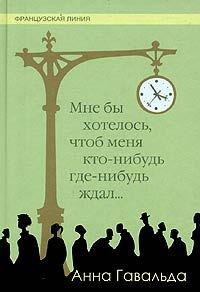 ФРАНЦУЗСКАЯ ЛИНИЯ
Мне бы
хотелось,
чтоб меня
кто-нибудь
где-нибудь
ждал...
Анна Гавальда